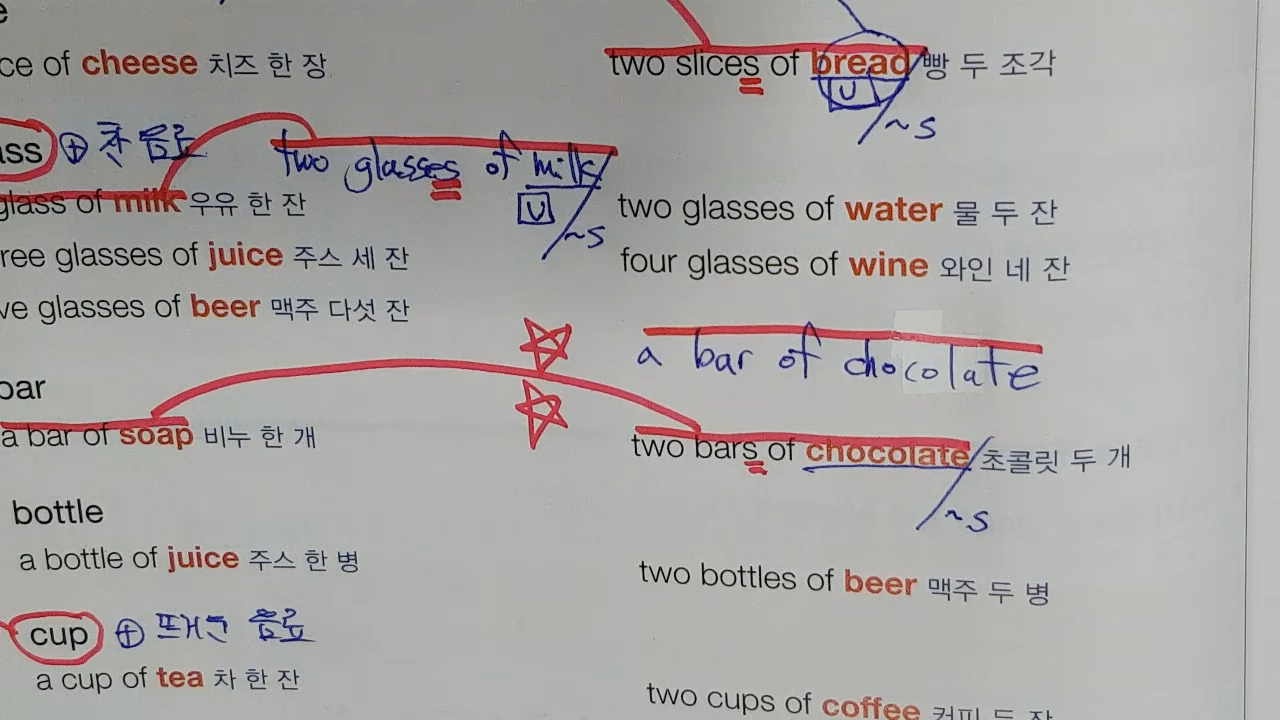 ce of cheese 치즈 한 장
two slices of bread 빵 두 조각
U
~s
ass ⊕ 찬 음료
two glasses of milk
U
~s
glass of milk 우유 한 잔
two glasses of water 물 두 잔
ree glasses of juice 주스 세 잔
four glasses of wine 와인 네 잔
ve glasses of beer 맥주 다섯 잔
a bar of chocolate
bar
a bar of soap 비누 한 개
two bars of chocolate 초콜릿 두 개
~s
bottle
a bottle of juice 주스 한 병
two bottles of beer 맥주 두 병
cup ⊕ 뜨거운 음료
a cup of tea 차 한 잔
two cups of coffee 커피 두 잔